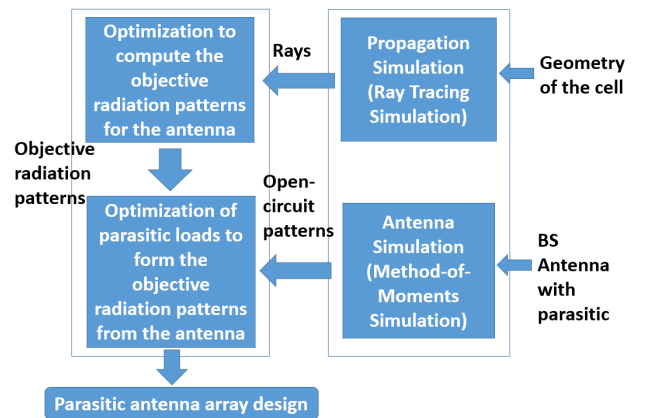 Optimization to
compute the
objective
radiation patterns
for the antenna
Rays
Propagation
Simulation
(Ray Tracing
Simulation)
Geometry
of the cell
Objective
radiation
patterns
Optimization of
parasitic loads to
form the
objective
radiation patterns
from the antenna
Open-
circuit
patterns
Antenna
Simulation
(Method-of-
Moments
Simulation)
BS
Antenna
with
parasitic
Parasitic antenna array design